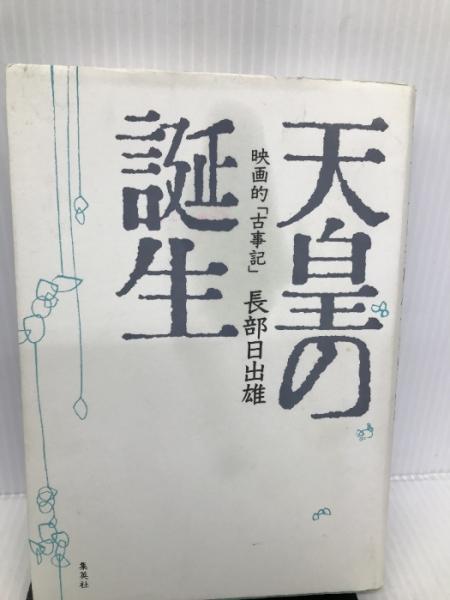 天皇の
誕生
映画的「古事記」
長部日出雄
集英社